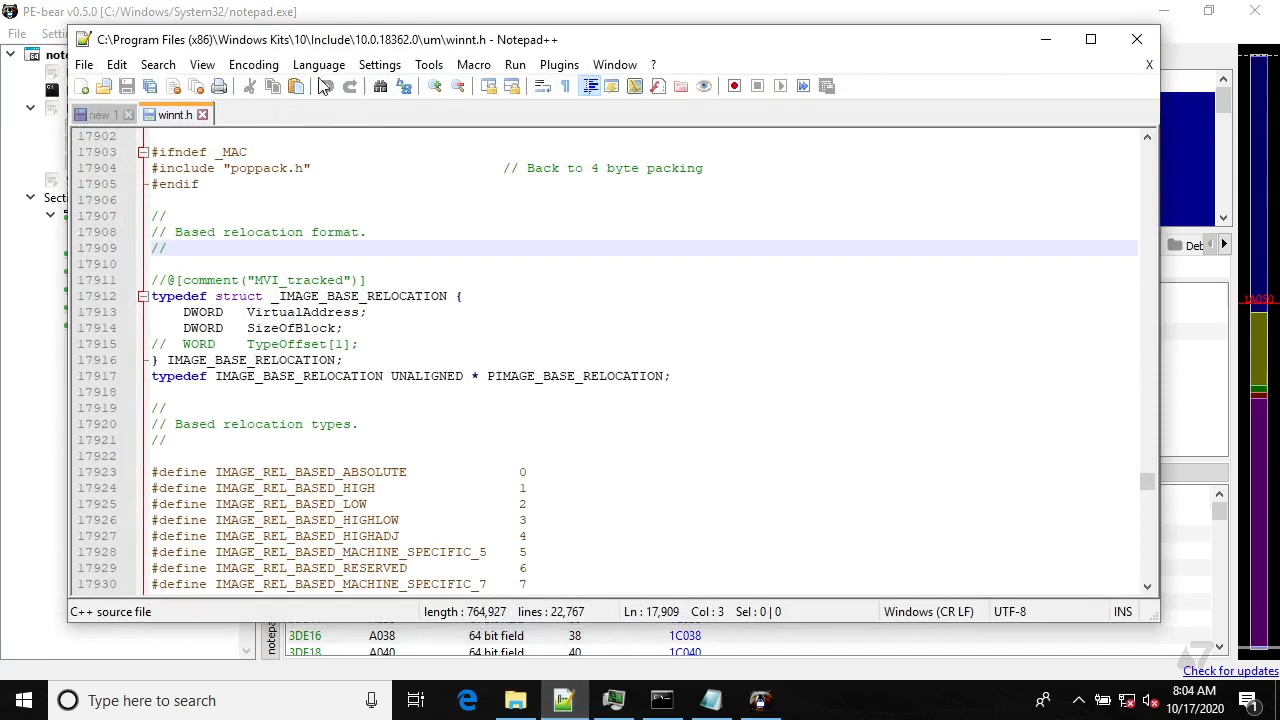 PE-bear v0.5.0 [C:/Windows/System32/notepad.exe]
File
C:\Program Files (x86)\Windows Kits\10\Include\10.0.18362.0\um\winnt.h - Notepad++
File Edit Search View Encoding Language Settings Tools Macro Run Plugins Window ? X
new 1 winnt.h
17902
17903 #ifndef _MAC
17904 #include "poppack.h" // Back to 4 byte packing
17905 #endif
17906
17907 //
17908 // Based relocation format.
17909 //
17910
17911 //@[comment("MVI_tracked")]
17912 typedef struct _IMAGE_BASE_RELOCATION {
17913 DWORD VirtualAddress;
17914 DWORD SizeOfBlock;
17915 // WORD TypeOffset[1];
17916 } IMAGE_BASE_RELOCATION;
17917 typedef IMAGE_BASE_RELOCATION UNALIGNED * PIMAGE_BASE_RELOCATION;
17918
17919 //
17920 // Based relocation types.
17921 //
17922
17923 #define IMAGE_REL_BASED_ABSOLUTE 0
17924 #define IMAGE_REL_BASED_HIGH 1
17925 #define IMAGE_REL_BASED_LOW 2
17926 #define IMAGE_REL_BASED_HIGHLOW 3
17927 #define IMAGE_REL_BASED_HIGHADJ 4
17928 #define IMAGE_REL_BASED_MACHINE_SPECIFIC_5 5
17929 #define IMAGE_REL_BASED_RESERVED 6
17930 #define IMAGE_REL_BASED_MACHINE_SPECIFIC_7 7
C++ source file length : 764,927 lines : 22,767 Ln : 17,909 Col : 3 Sel : 0 | 0 Windows (CR LF) UTF-8 INS
3DE16 A038 64 bit field 38 1C038
3DE18 A040 64 bit field 40 1C040
Check for updates
Type here to search
8:04 AM
10/17/2020